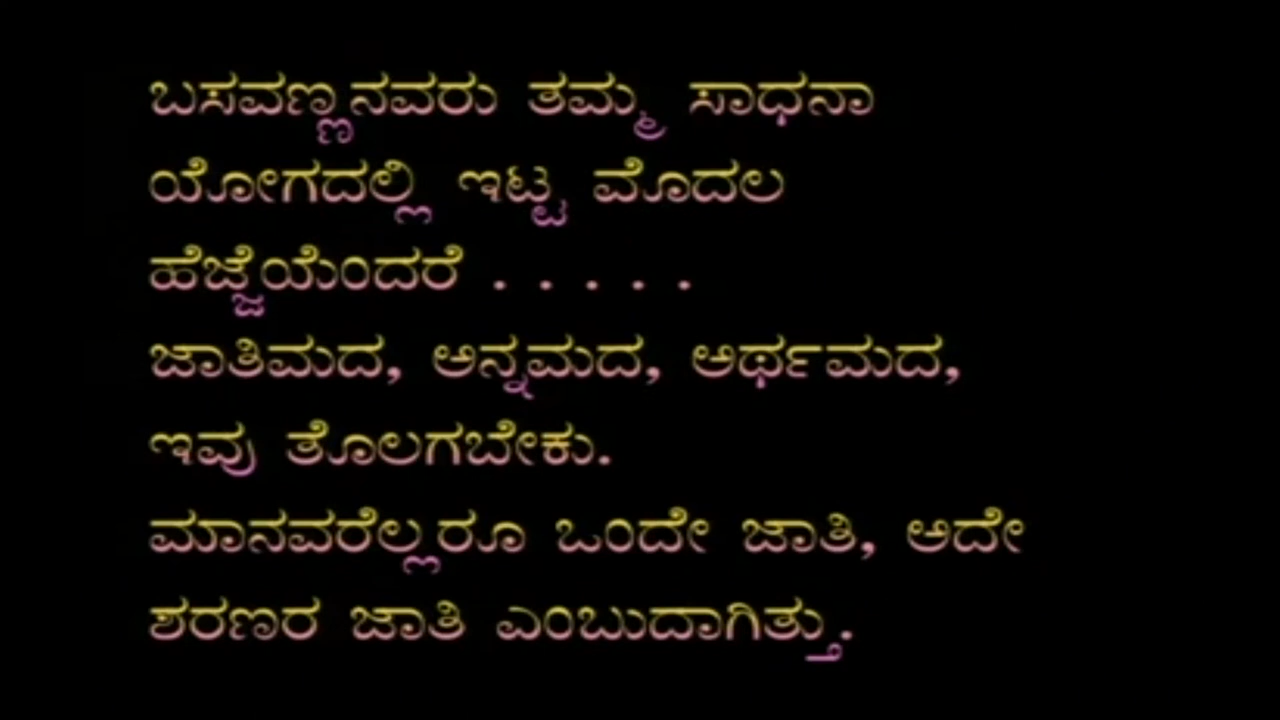 ಬಸವಣ್ಣನವರು ತಮ್ಮ ಸಾಧನಾ
ಯೋಗದಲ್ಲಿ ಇಟ್ಟ ಮೊದಲ
ಹೆಜ್ಜೆಯೆಂದರೆ . . . . .
ಜಾತಿಮದ, ಅನ್ನಮದ, ಅರ್ಥಮದ,
ಇವು ತೊಲಗಬೇಕು.
ಮಾನವರೆಲ್ಲರೂ ಒಂದೇ ಜಾತಿ, ಅದೇ
ಶರಣರ ಜಾತಿ ಎಂಬುದಾಗಿತ್ತು.